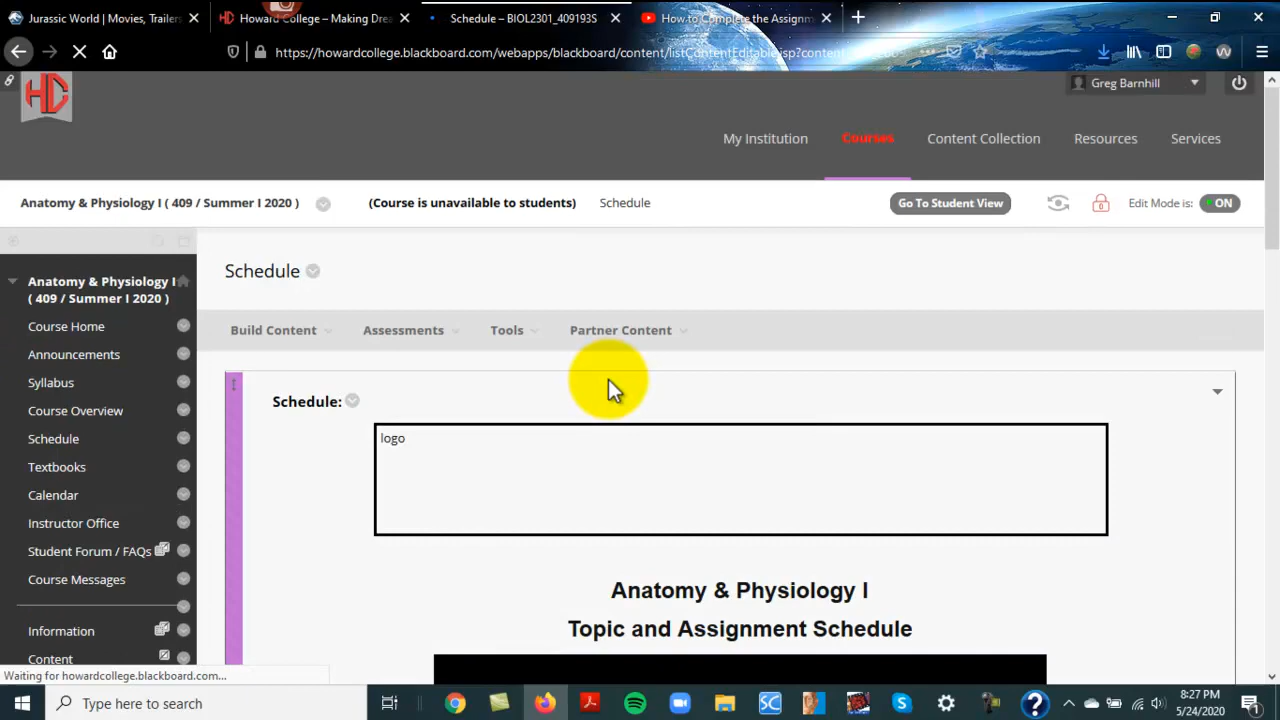 Jurassic World | Movies, Trailers
Howard College – Making Drea
Schedule – BIOL2301_409193S
How to Complete the Assignm
https://howardcollege.blackboard.com/webapps/blackboard/content/listContentEditable.jsp?content_
HC
Greg Barnhill
My Institution
Courses
Content Collection
Resources
Services
Anatomy & Physiology I ( 409 / Summer I 2020 )
(Course is unavailable to students)
Schedule
Go To Student View
Edit Mode is:
ON
Schedule
Anatomy & Physiology I
( 409 / Summer I 2020 )
Build Content
Assessments
Tools
Partner Content
Course Home
Announcements
Syllabus
Course Overview
Schedule
Textbooks
Calendar
Instructor Office
Student Forum / FAQs
Course Messages
Information
Content
Schedule:
logo
Anatomy & Physiology I
Topic and Assignment Schedule
Waiting for howardcollege.blackboard.com...
Type here to search
8:27 PM
5/24/2020